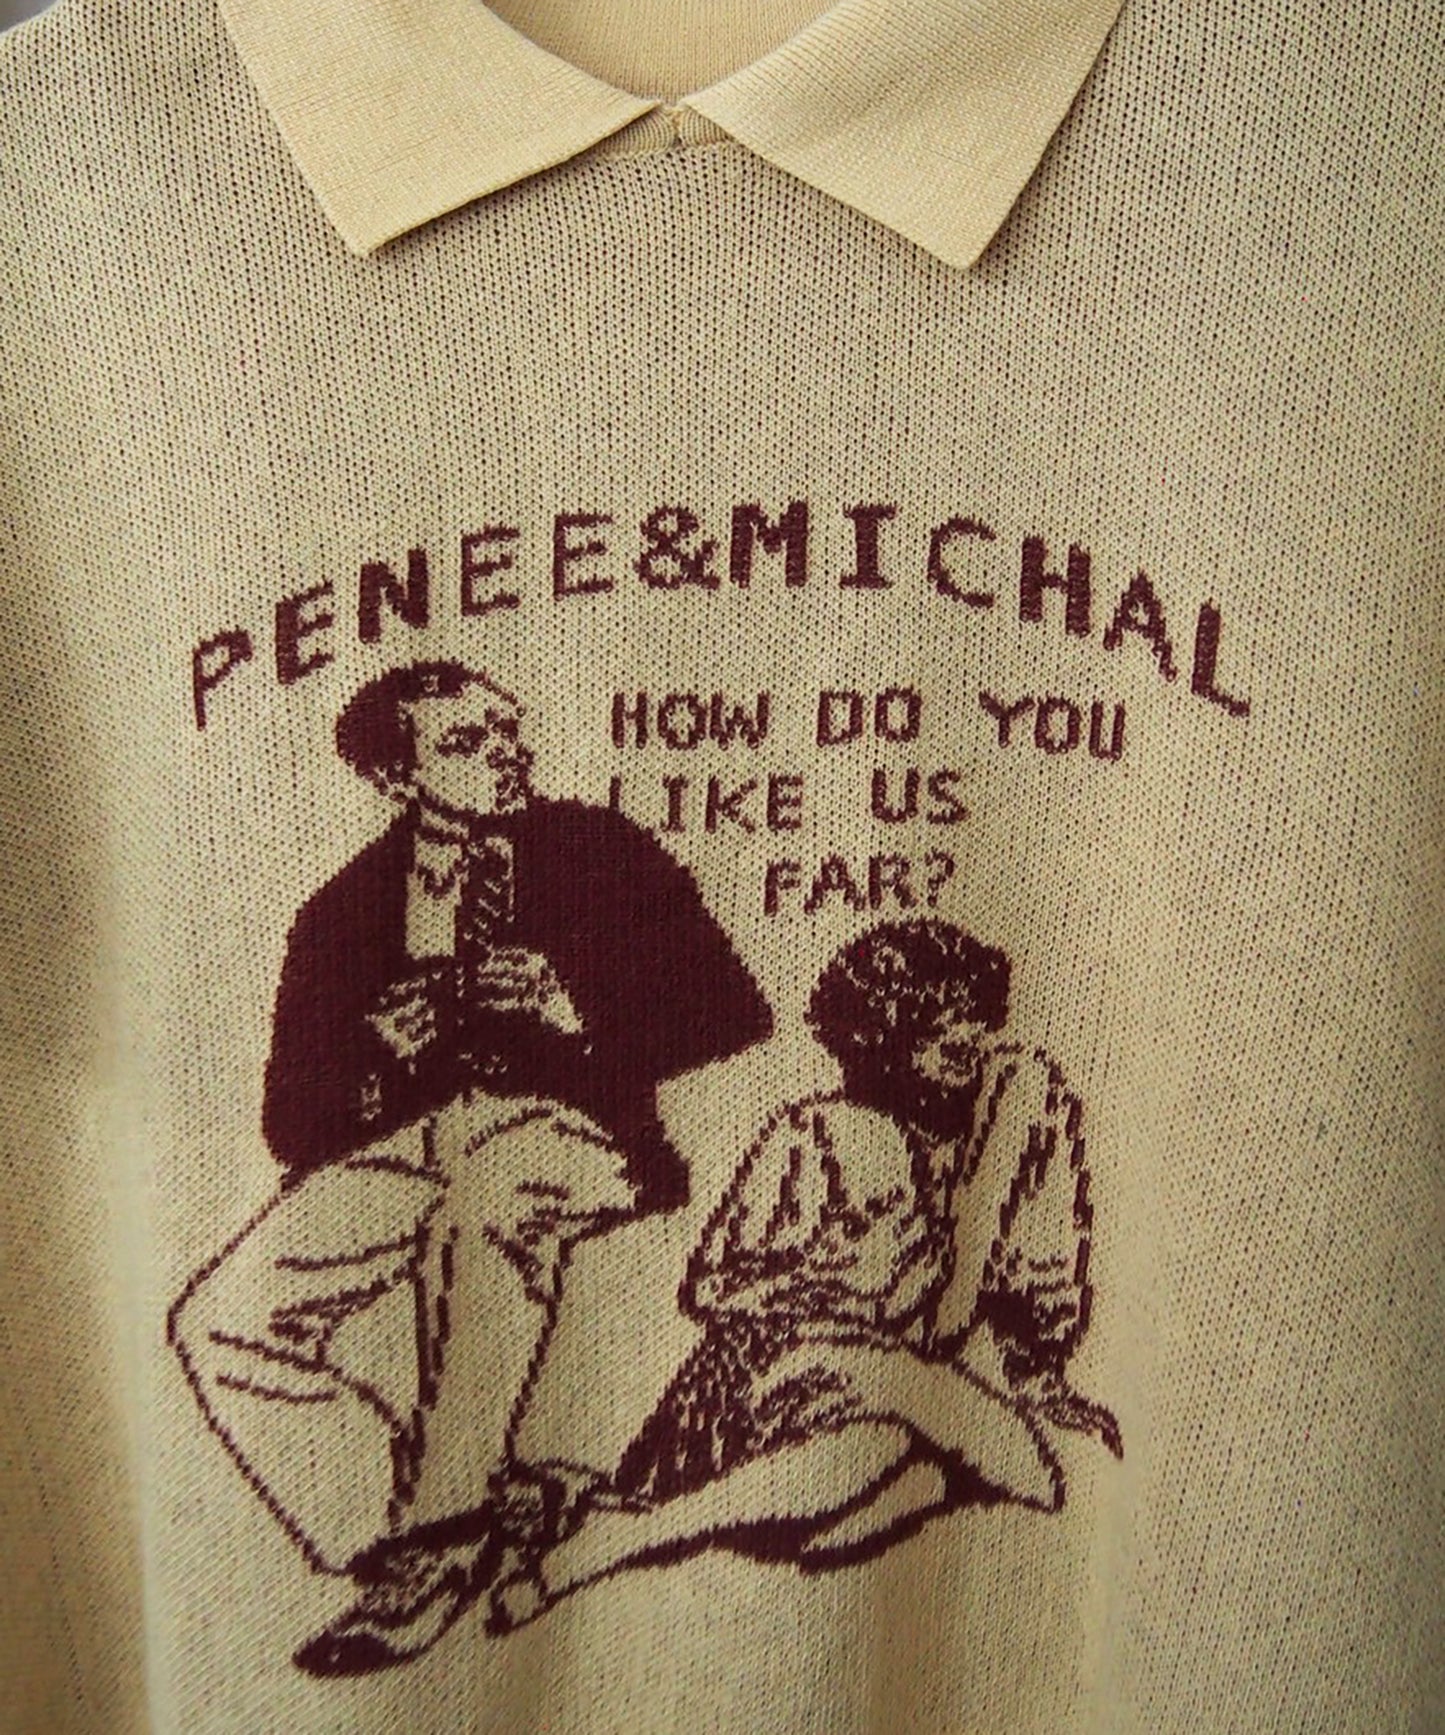 PENEE&MICHAL
HOW DO YOU
LIKE US
FAR?